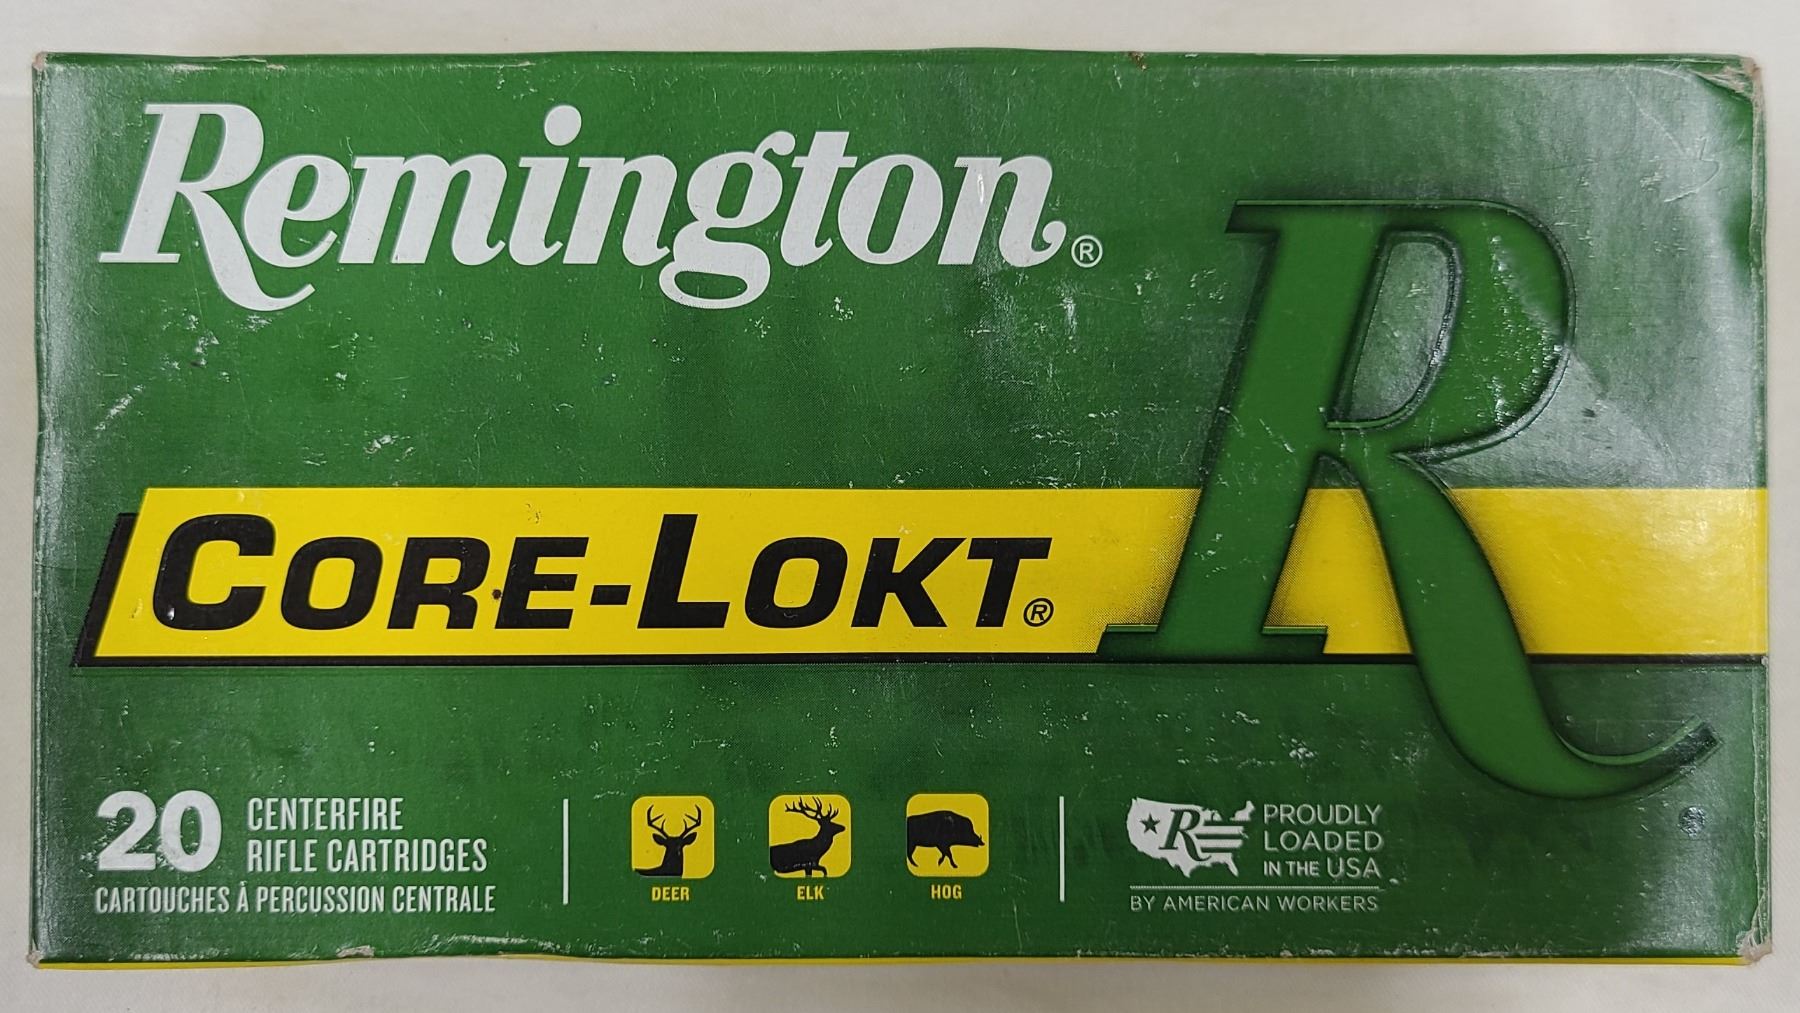 Remington®
CORE-LOKT®
R
20 CENTERFIRE
RIFLE CARTRIDGES
CARTOUCHES À PERCUSSION CENTRALE
DEER
ELK
HOG
R
PROUDLY
LOADED
IN THE USA
BY AMERICAN WORKERS